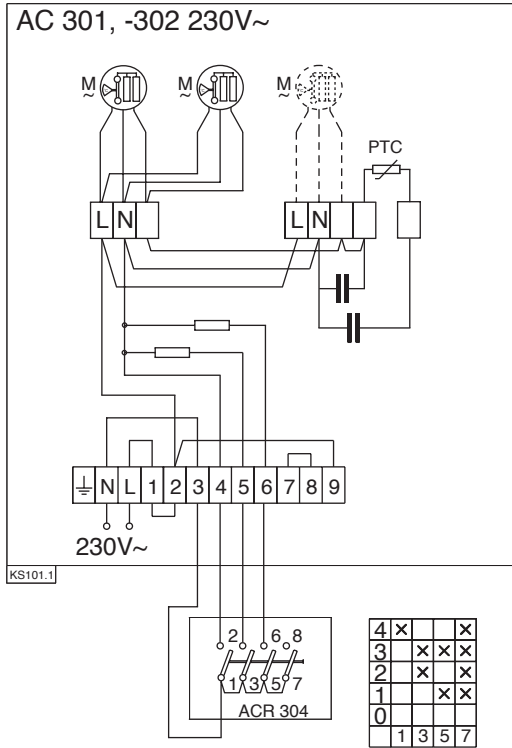 AC 301, -302 230V~
M ~ M ~ M ~
PTC
L N L N
N L 1 2 3 4 5 6 7 8 9
230V~
KS101.1
2 6 8
1 3 5 7
ACR 304
4 × ×
3 × × ×
2 × ×
1 × ×
0
1 3 5 7